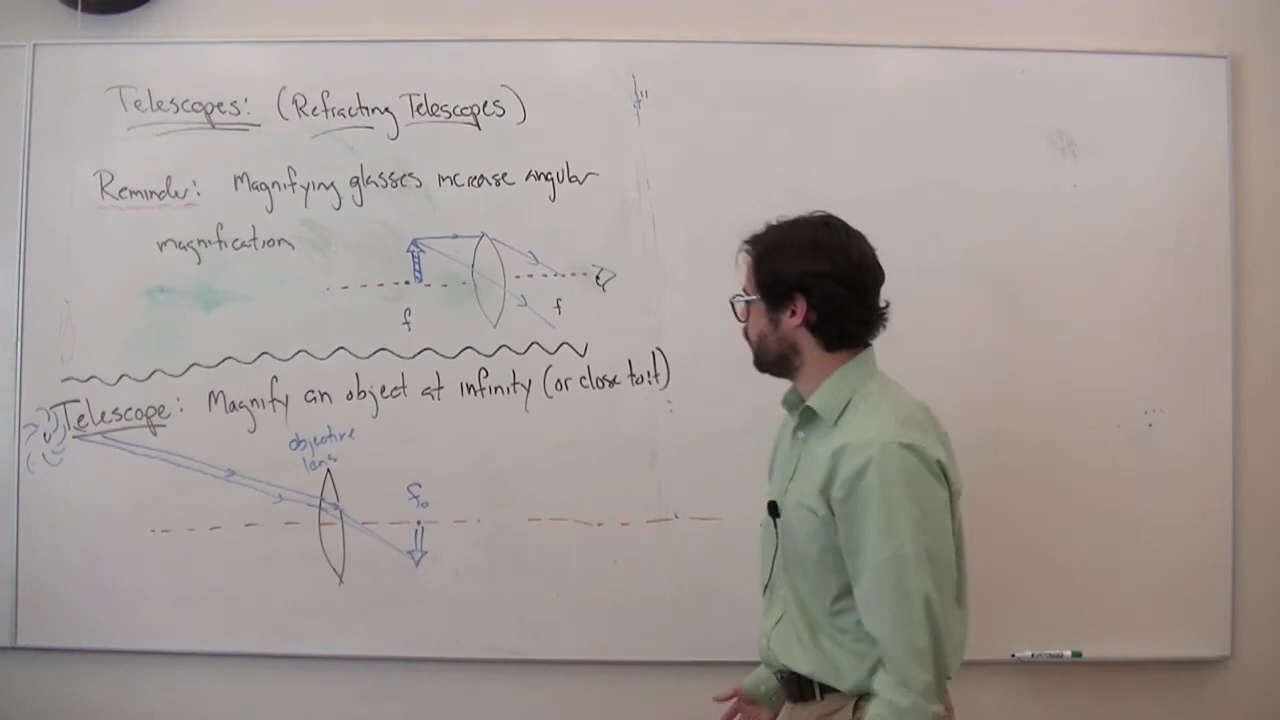 Telescopes: (Refracting Telescopes)
Reminder: Magnifying glasses increase angular
magnification
f
f
Telescope: Magnify an object at infinity (or close to it)
objective
lens
fo